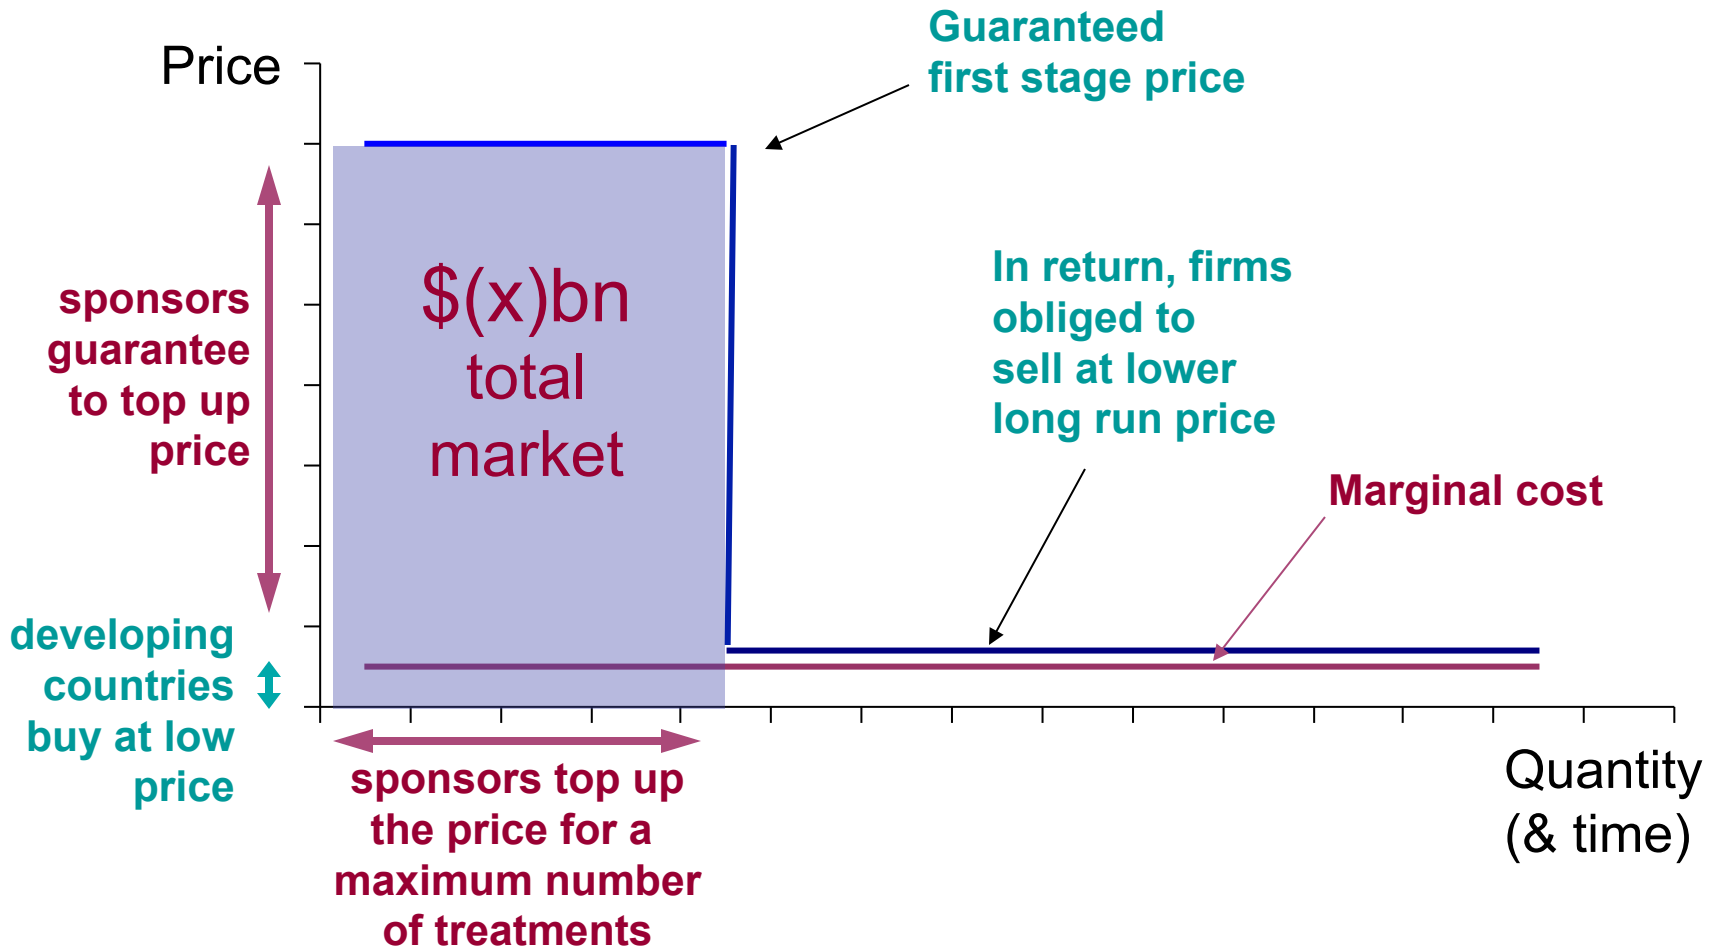 Price
Guaranteed
first stage price
sponsors
guarantee
to top up
price
$(x)bn
total
market
In return, firms
obliged to
sell at lower
long run price
Marginal cost
developing
countries
buy at low
price
sponsors top up
the price for a
maximum number
of treatments
Quantity
(& time)